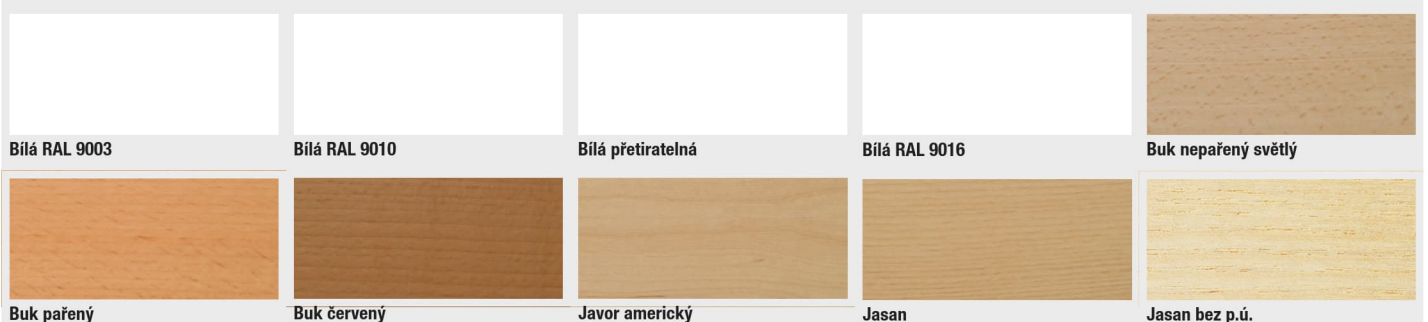 Bílá RAL 9003
Bílá RAL 9010
Bílá přetiratelná
Bílá RAL 9016
Buk nepařený světlý
Buk pařený
Buk červený
Javor americký
Jasan
Jasan bez p.ú.